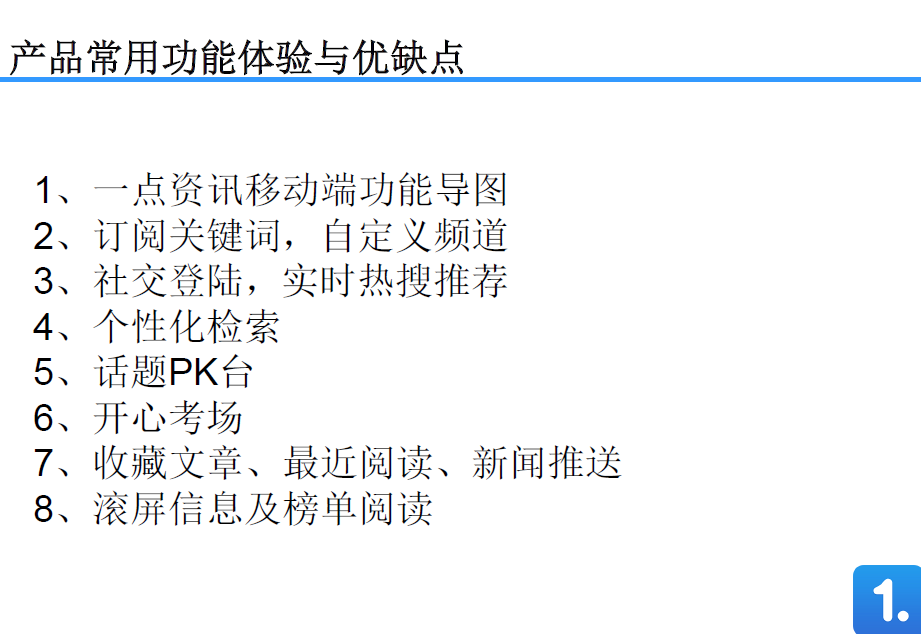 产品常用功能体验与优缺点
1、一点资讯移动端功能导图
2、订阅关键词，自定义频道
3、社交登陆，实时热搜推荐
4、个性化检索
5、话题PK台
6、开心考场
7、收藏文章、最近阅读、新闻推送
8、滚屏信息及榜单阅读
1.